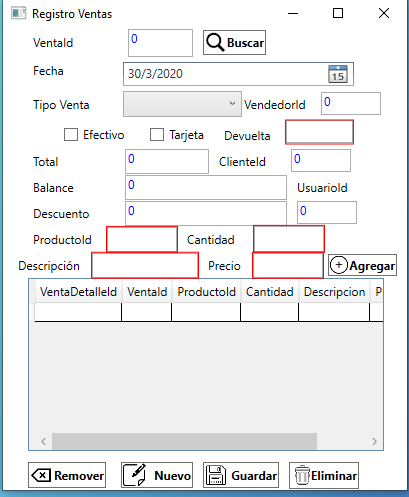 Registro Ventas
VentaId 0 Buscar
Fecha 30/3/2020 15
Tipo Venta VendedorId 0
Efectivo Tarjeta Devuelta
Total 0 ClienteId 0
Balance 0 UsuarioId
Descuento 0 0
ProductoId Cantidad
Descripción Precio Agregar
VentaDetalleId VentaId ProductoId Cantidad Descripcion P
Remover Nuevo Guardar Eliminar